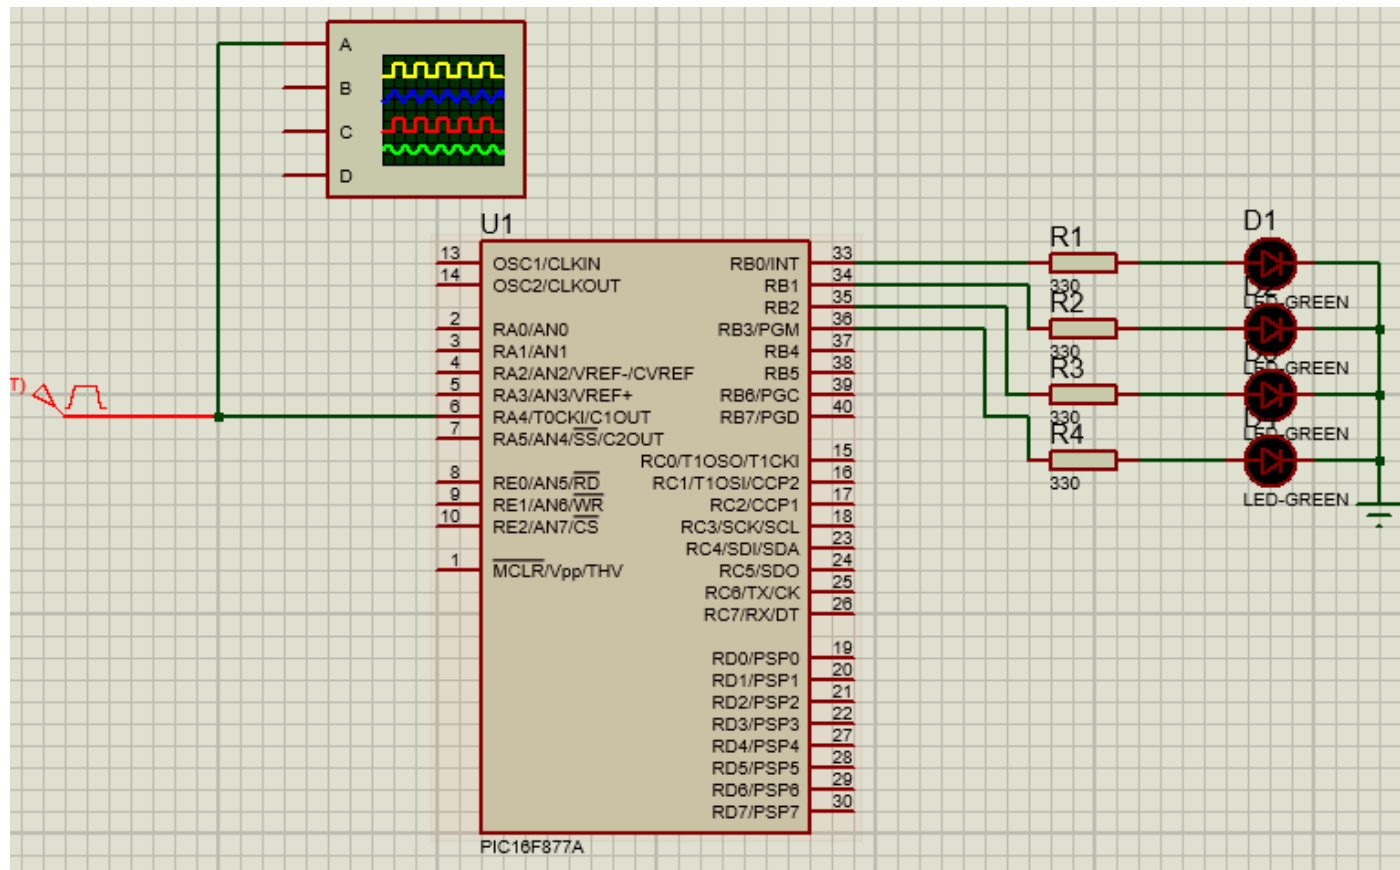 A
B
C
D
T)
U1
13 OSC1/CLKIN
14 OSC2/CLKOUT
2 RA0/AN0
3 RA1/AN1
4 RA2/AN2/VREF-/CVREF
5 RA3/AN3/VREF+
6 RA4/T0CKI/C1OUT
7 RA5/AN4/SS/C2OUT
8 RE0/AN5/RD
9 RE1/AN6/WR
10 RE2/AN7/CS
1 MCLR/Vpp/THV
RB0/INT 33
RB1 34
RB2 35
RB3/PGM 36
RB4 37
RB5 38
RB6/PGC 39
RB7/PGD 40
RC0/T1OSO/T1CKI 15
RC1/T1OSI/CCP2 16
RC2/CCP1 17
RC3/SCK/SCL 18
RC4/SDI/SDA 23
RC5/SDO 24
RC6/TX/CK 25
RC7/RX/DT 26
RD0/PSP0 19
RD1/PSP1 20
RD2/PSP2 21
RD3/PSP3 22
RD4/PSP4 27
RD5/PSP5 28
RD6/PSP6 29
RD7/PSP7 30
PIC16F877A
R1
330
R2
330
R3
330
R4
330
D1
LED-GREEN
LED-GREEN
LED-GREEN
LED-GREEN